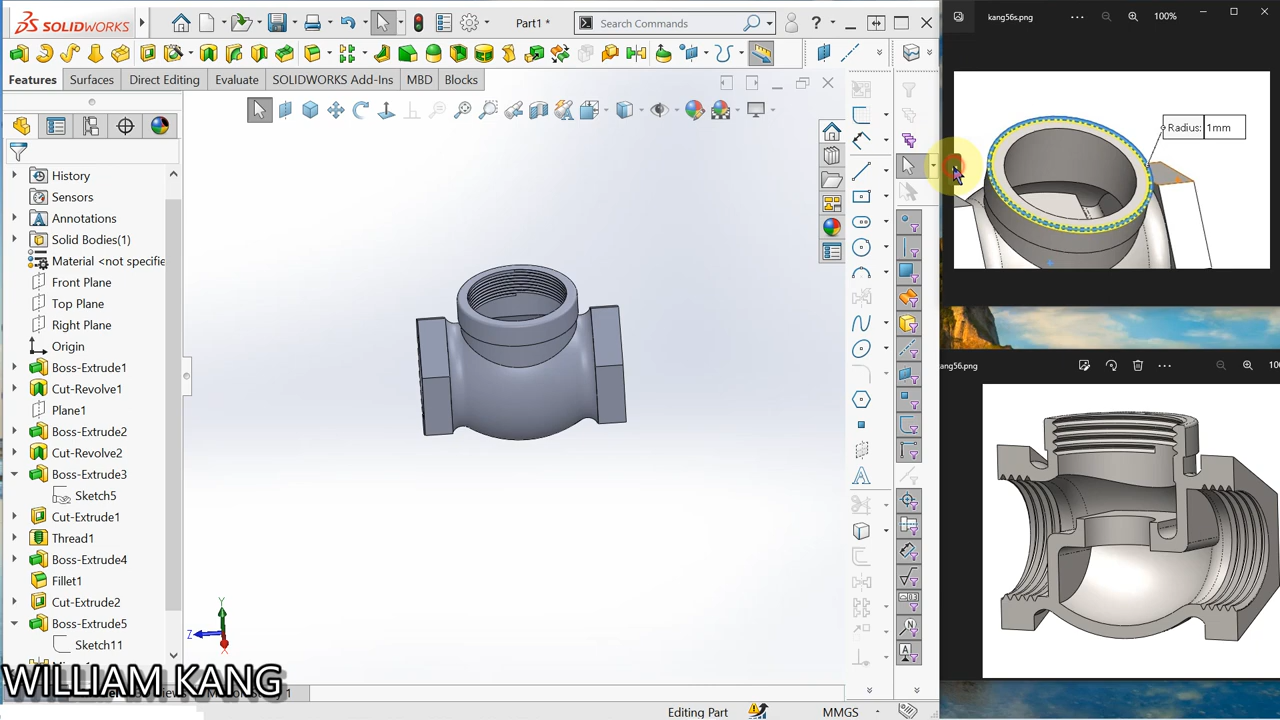 SOLIDWORKS
Part1 *
Search Commands
?
kang56s.png
100%
Features
Surfaces
Direct Editing
Evaluate
SOLIDWORKS Add-Ins
MBD
Blocks
Radius:
1mm
History
Sensors
Annotations
Solid Bodies(1)
Material <not specifie
Front Plane
Top Plane
Right Plane
Origin
Boss-Extrude1
Cut-Revolve1
Plane1
Boss-Extrude2
Cut-Revolve2
Boss-Extrude3
Sketch5
Cut-Extrude1
Thread1
Boss-Extrude4
Fillet1
Cut-Extrude2
Boss-Extrude5
Sketch11
ang56.png
100
Y
Z
WILLIAM KANG
Editing Part
MMGS